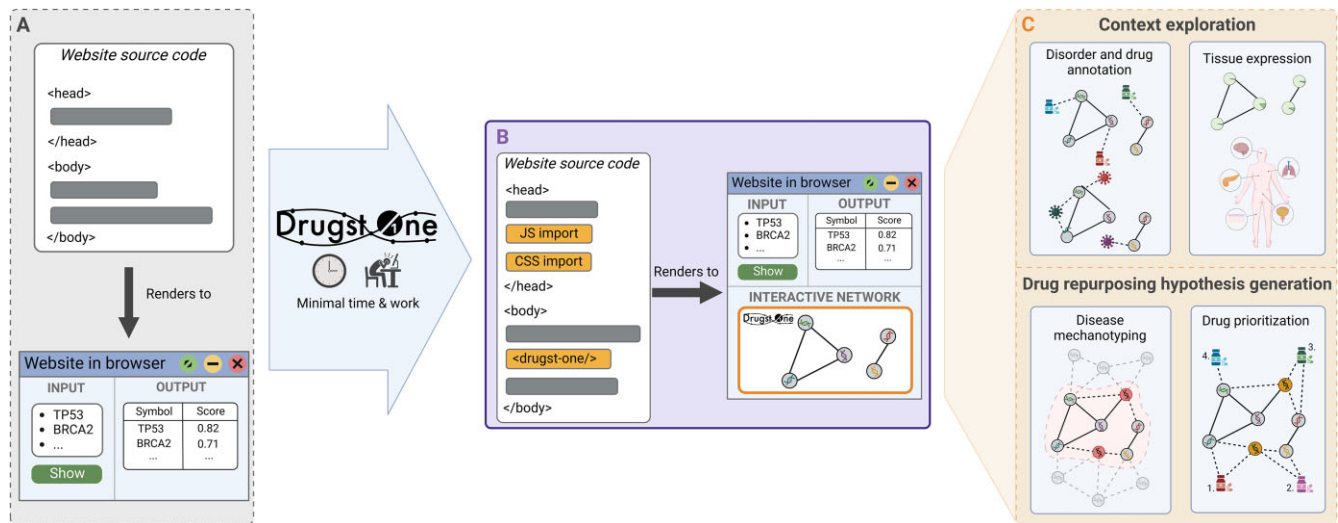 A
Website source code
<head>
</head>
<body>
</body>
Renders to
Website in browser
INPUT
OUTPUT
• TP53
• BRCA2
• ...
Show
Symbol Score
TP53 0.82
BRCA2 0.71
... ...
Drugst One
Minimal time & work
B
Website source code
<head>
JS import
CSS import
</head>
<body>
<drugst-one/>
</body>
Renders to
Website in browser
INPUT
OUTPUT
• TP53
• BRCA2
• ...
Show
Symbol Score
TP53 0.82
BRCA2 0.71
... ...
INTERACTIVE NETWORK
Drugst One
C
Context exploration
Disorder and drug
annotation
Tissue expression
Drug repurposing hypothesis generation
Disease
mechanotyping
Drug prioritization
4.
3.
1.
2.